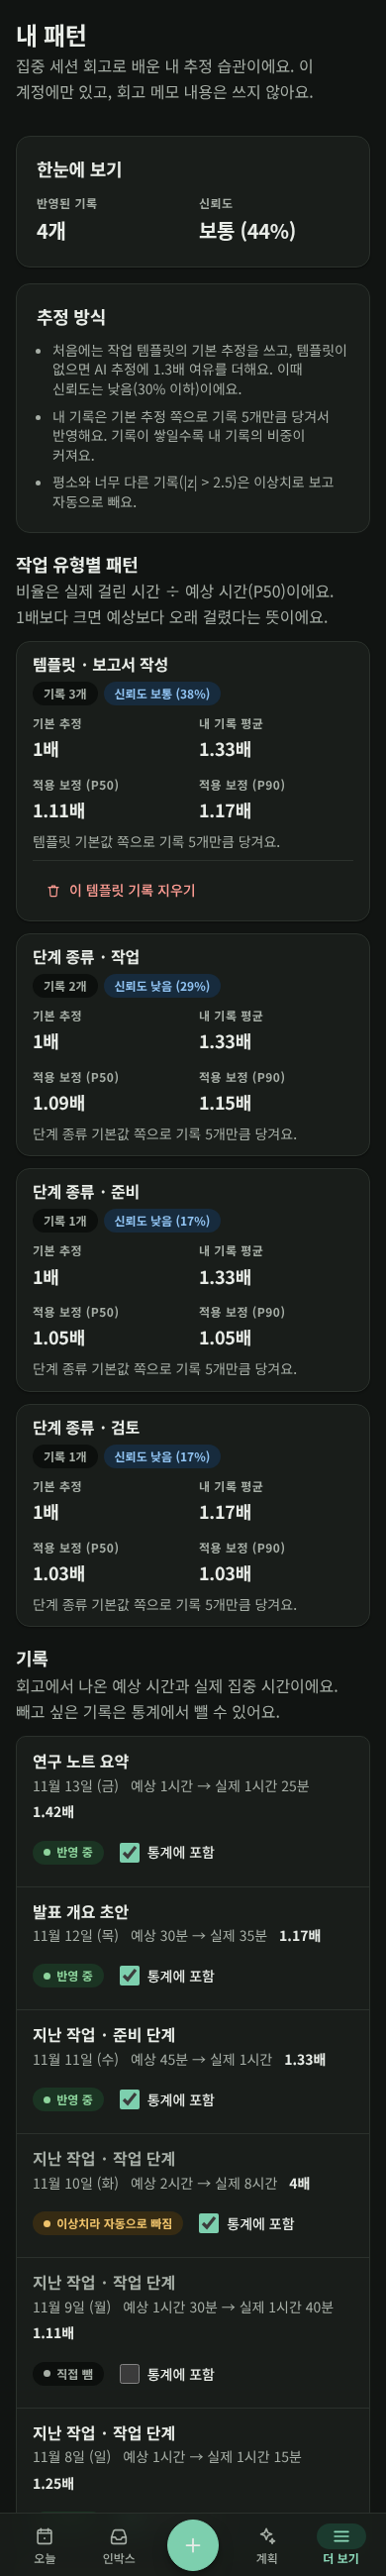 내 패턴
집중 세션 회고로 배운 내 추정 습관이에요. 이
계정에만 있고, 회고 메모 내용은 쓰지 않아요.
한눈에 보기
반영된 기록 신뢰도
4개 보통 (44%)
추정 방식
• 처음에는 작업 템플릿의 기본 추정을 쓰고, 템플릿이
없으면 AI 추정에 1.3배 여유를 더해요. 이때
신뢰도는 낮음(30% 이하)이에요.
• 내 기록은 기본 추정 쪽으로 기록 5개만큼 당겨서
반영해요. 기록이 쌓일수록 내 기록의 비중이
커져요.
• 평소와 너무 다른 기록(|z| > 2.5)은 이상치로 보고
자동으로 빼요.
작업 유형별 패턴
비율은 실제 걸린 시간 ÷ 예상 시간(P50)이에요.
1배보다 크면 예상보다 오래 걸렸다는 뜻이에요.
템플릿 · 보고서 작성
기록 3개 신뢰도 보통 (38%)
기본 추정 내 기록 평균
1배 1.33배
적용 보정 (P50) 적용 보정 (P90)
1.11배 1.17배
템플릿 기본값 쪽으로 기록 5개만큼 당겨요.
이 템플릿 기록 지우기
단계 종류 · 작업
기록 2개 신뢰도 낮음 (29%)
기본 추정 내 기록 평균
1배 1.33배
적용 보정 (P50) 적용 보정 (P90)
1.09배 1.15배
단계 종류 기본값 쪽으로 기록 5개만큼 당겨요.
단계 종류 · 준비
기록 1개 신뢰도 낮음 (17%)
기본 추정 내 기록 평균
1배 1.33배
적용 보정 (P50) 적용 보정 (P90)
1.05배 1.05배
단계 종류 기본값 쪽으로 기록 5개만큼 당겨요.
단계 종류 · 검토
기록 1개 신뢰도 낮음 (17%)
기본 추정 내 기록 평균
1배 1.17배
적용 보정 (P50) 적용 보정 (P90)
1.03배 1.03배
단계 종류 기본값 쪽으로 기록 5개만큼 당겨요.
기록
회고에서 나온 예상 시간과 실제 집중 시간이에요.
빼고 싶은 기록은 통계에서 뺄 수 있어요.
연구 노트 요약
11월 13일 (금) 예상 1시간 → 실제 1시간 25분
1.42배
반영 중 통계에 포함
발표 개요 초안
11월 12일 (목) 예상 30분 → 실제 35분 1.17배
반영 중 통계에 포함
지난 작업 · 준비 단계
11월 11일 (수) 예상 45분 → 실제 1시간 1.33배
반영 중 통계에 포함
지난 작업 · 작업 단계
11월 10일 (화) 예상 2시간 → 실제 8시간 4배
이상치라 자동으로 빠짐 통계에 포함
지난 작업 · 작업 단계
11월 9일 (월) 예상 1시간 30분 → 실제 1시간 40분
1.11배
직접 뺌 통계에 포함
지난 작업 · 작업 단계
11월 8일 (일) 예상 1시간 → 실제 1시간 15분
1.25배
오늘 인박스 계획 더 보기